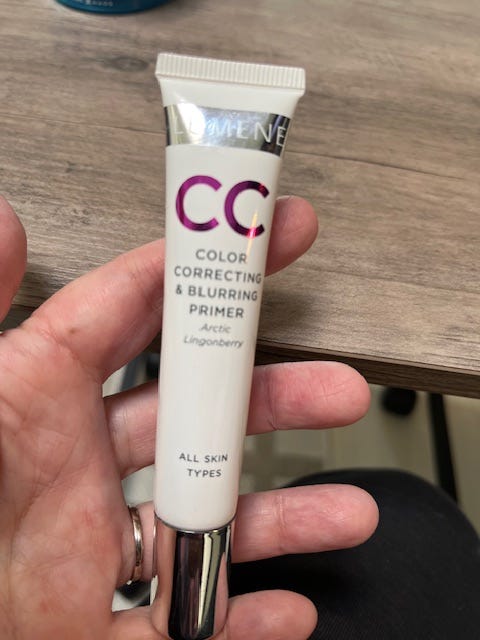 LUMENE
CC
COLOR
CORRECTING
& BLURRING
PRIMER
Arctic
Lingonberry
ALL SKIN
TYPES